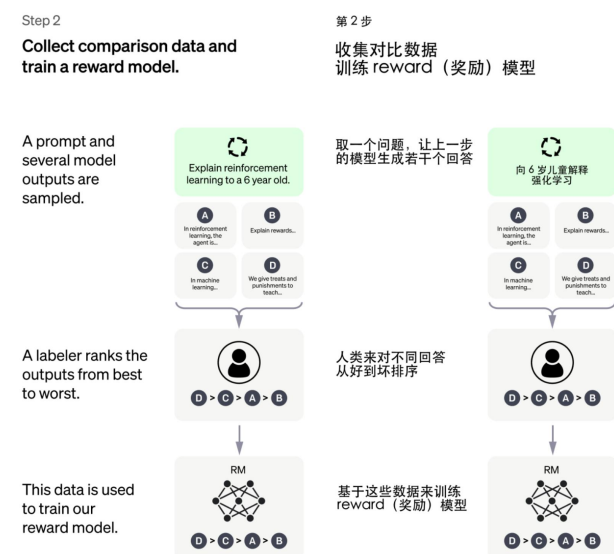 Step 2
Collect comparison data and
train a reward model.
A prompt and
several model
outputs are
sampled.
Explain reinforcement
learning to a 6 year old.
A
In reinforcement
learning, the
agent is...
B
Explain rewards...
C
In machine
learning...
D
We give treats and
punishments to
teach...
A labeler ranks the
outputs from best
to worst.
D > C > A > B
This data is used
to train our
reward model.
RM
D > C > A > B
第 2 步
收集对比数据
训练 reward（奖励）模型
取一个问题，让上一步
的模型生成若干个回答
向 6 岁儿童解释
强化学习
A
In reinforcement
learning, the
agent is...
B
Explain rewards...
C
In machine
learning...
D
We give treats and
punishments to
teach...
人类来对不同回答
从好到坏排序
D > C > A > B
基于这些数据来训练
reward（奖励）模型
RM
D > C > A > B